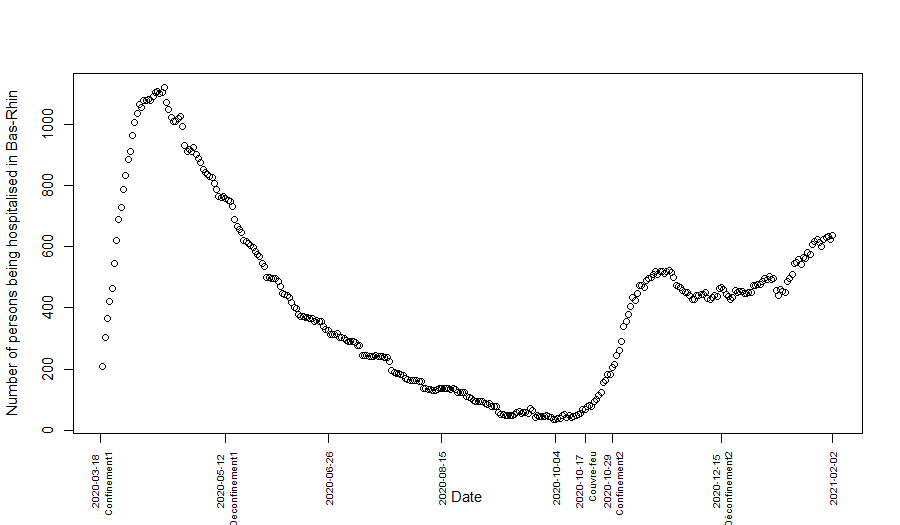 Number of persons being hospitalised in Bas-Rhin
1000
800
600
400
200
0
2020-03-18
Confinement1
2020-05-12
Deconfinement1
2020-06-26
2020-08-15
2020-10-04
2020-10-17
Couvre-feu
2020-10-29
Confinement2
2020-12-15
Déconfinement2
2021-02-02
Date